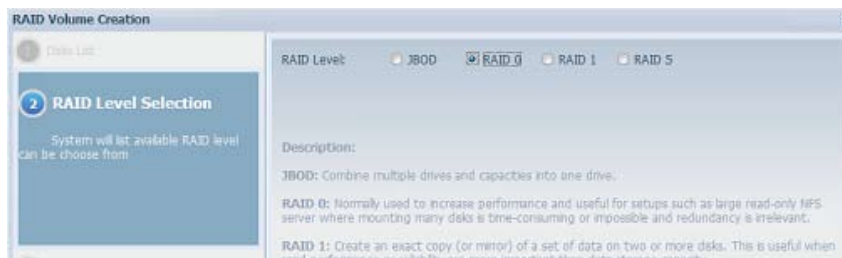 RAID Volume Creation
1 Disks List
2 RAID Level Selection
System will list available RAID level
can be choose from
RAID Level: JBOD RAID 0 RAID 1 RAID 5
Description:
JBOD: Combine multiple drives and capacities into one drive.
RAID 0: Normally used to increase performance and useful for setups such as large read-only NFS
server where mounting many disks is time-consuming or impossible and redundancy is irrelevant.
RAID 1: Create an exact copy (or mirror) of a set of data on two or more disks. This is useful when